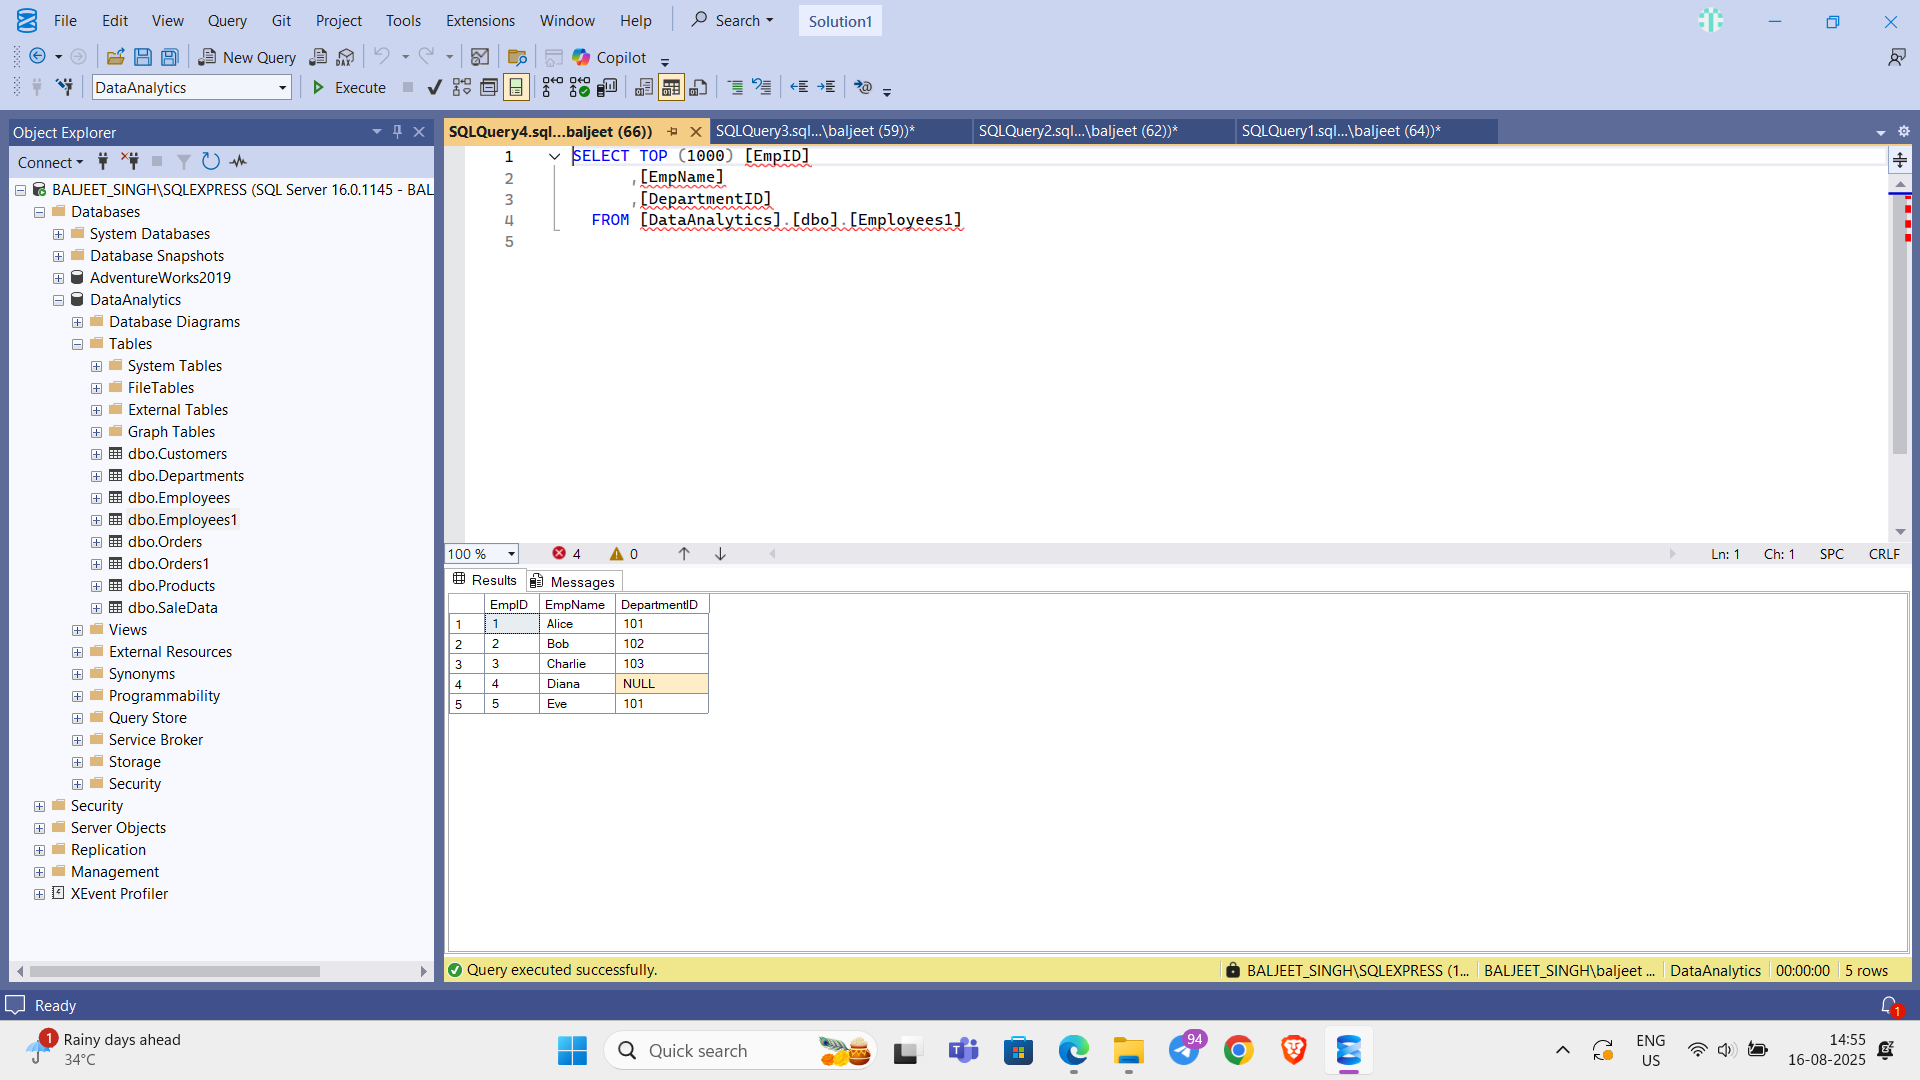 File Edit View Query Git Project Tools Extensions Window Help Search Solution1
New Query DAX Copilot
DataAnalytics Execute
Object Explorer
Connect
BALJEET_SINGH\SQLEXPRESS (SQL Server 16.0.1145 - BAL
Databases
System Databases
Database Snapshots
AdventureWorks2019
DataAnalytics
Database Diagrams
Tables
System Tables
FileTables
External Tables
Graph Tables
dbo.Customers
dbo.Departments
dbo.Employees
dbo.Employees1
dbo.Orders
dbo.Orders1
dbo.Products
dbo.SaleData
Views
External Resources
Synonyms
Programmability
Query Store
Service Broker
Storage
Security
Security
Server Objects
Replication
Management
XEvent Profiler
SQLQuery4.sql...baljeet (66)) SQLQuery3.sql...\baljeet (59))* SQLQuery2.sql...\baljeet (62))* SQLQuery1.sql...\baljeet (64))*
1 SELECT TOP (1000) [EmpID]
2 ,[EmpName]
3 ,[DepartmentID]
4 FROM [DataAnalytics].[dbo].[Employees1]
5
100 % 4 0 Ln: 1 Ch: 1 SPC CRLF
Results Messages
EmpID EmpName DepartmentID
1 1 Alice 101
2 2 Bob 102
3 3 Charlie 103
4 4 Diana NULL
5 5 Eve 101
Query executed successfully. BALJEET_SINGH\SQLEXPRESS (1... BALJEET_SINGH\baljeet ... DataAnalytics 00:00:00 5 rows
Ready 1
1 Rainy days ahead
34°C
Quick search
94
ENG
US
14:55
16-08-2025